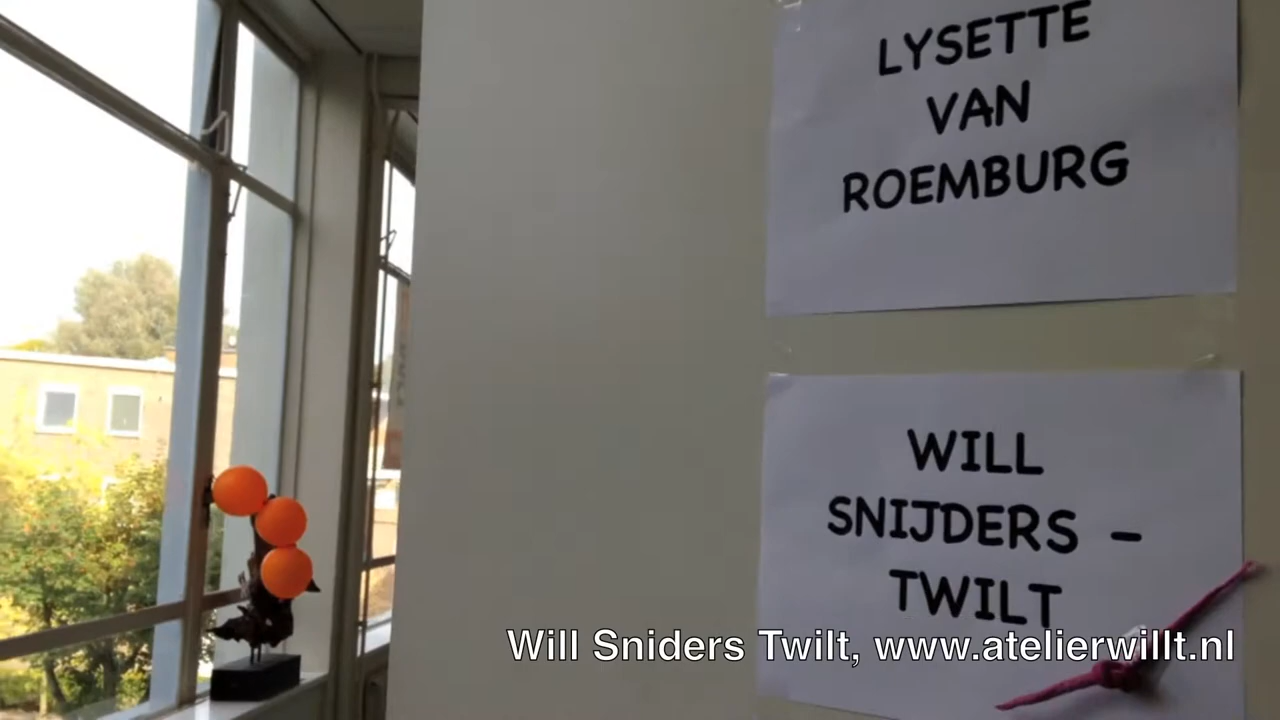 LYSETTE
VAN
ROEMBURG
WILL
SNIJDERS -
TWILT
Will Sniders Twilt, www.atelierwillt.nl